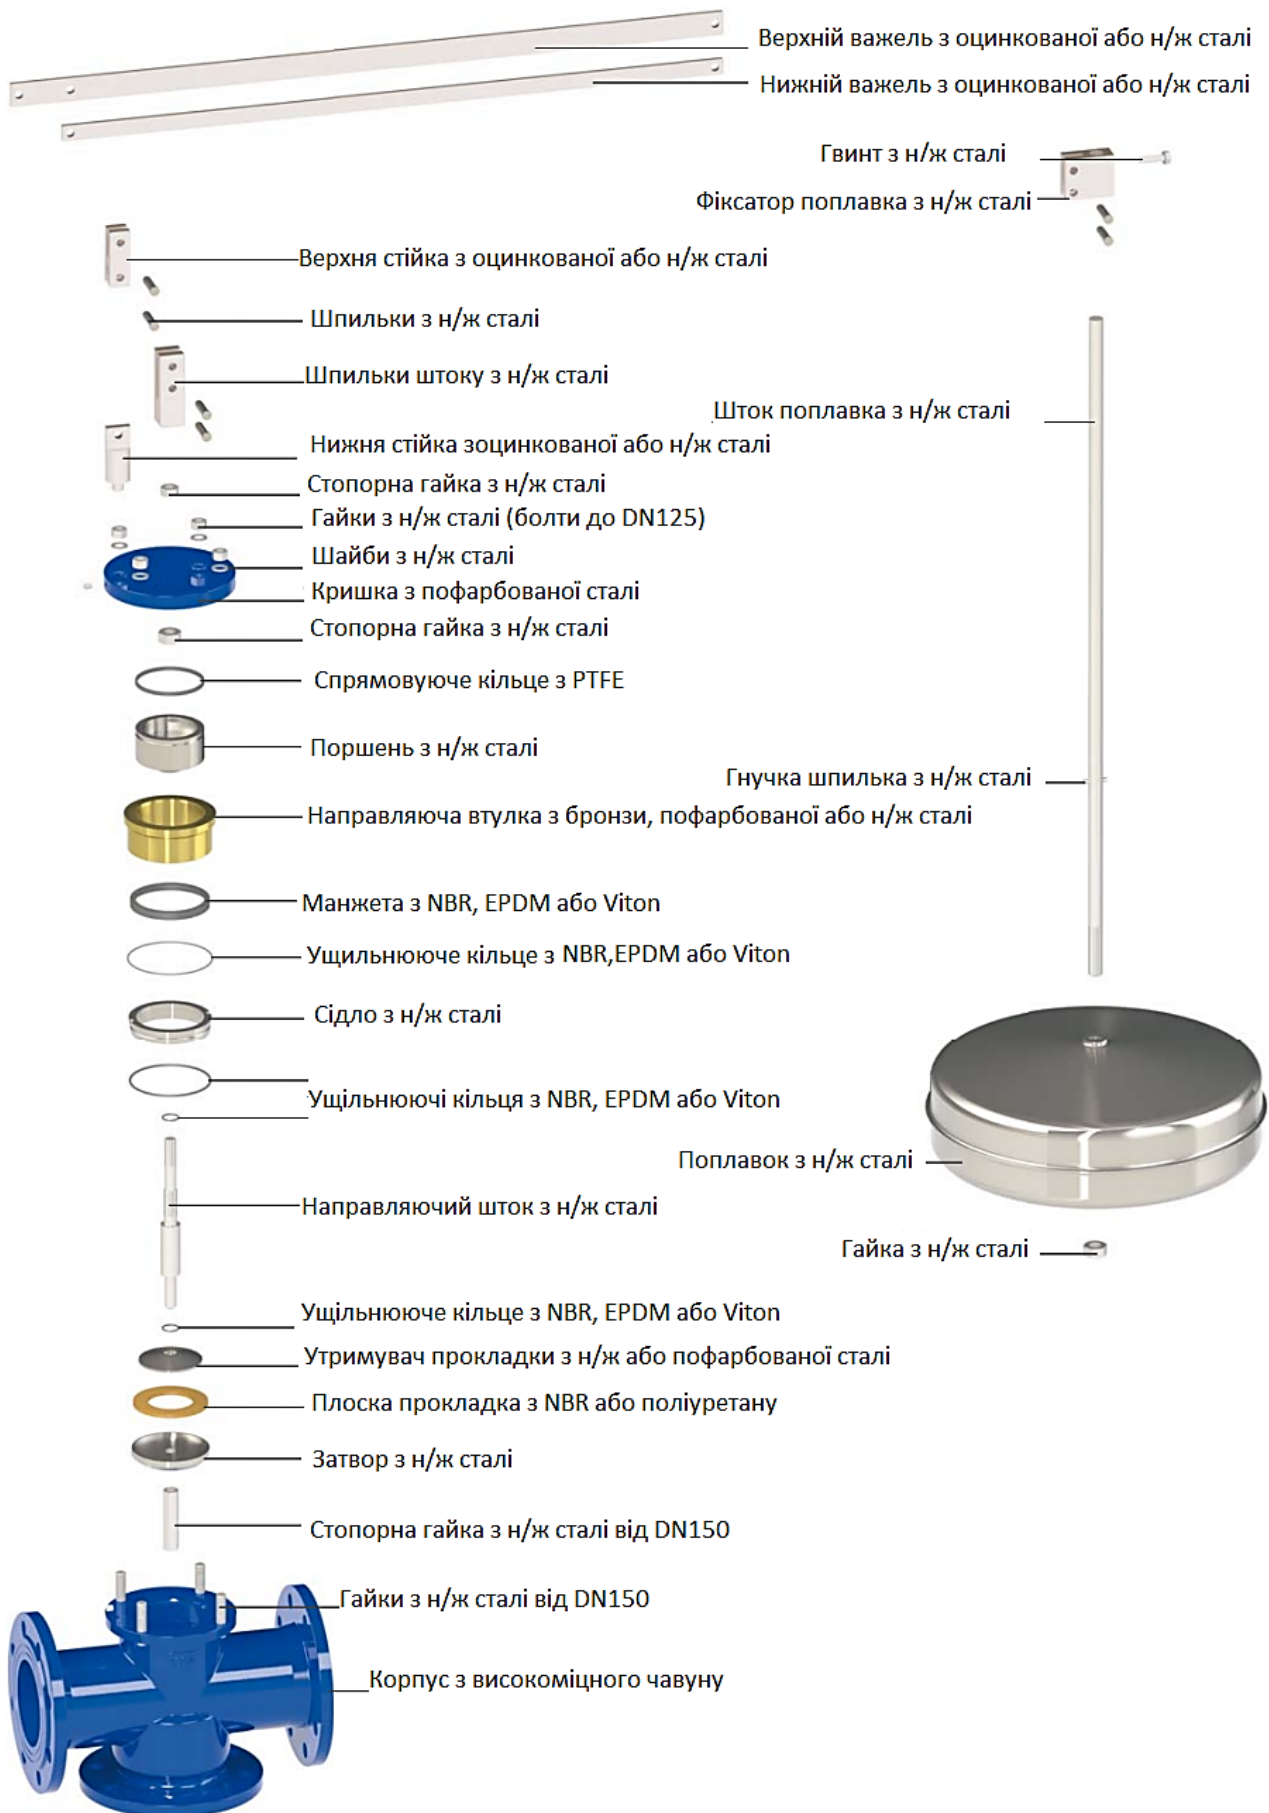 Верхній важель з оцинкованої або н/ж сталі
Нижній важель з оцинкованої або н/ж сталі
Гвинт з н/ж сталі
Фіксатор поплавка з н/ж сталі
Верхня стійка з оцинкованої або н/ж сталі
Шпильки з н/ж сталі
Шпильки штоку з н/ж сталі
Шток поплавка з н/ж сталі
Нижня стійка зоцинкованої або н/ж сталі
Стопорна гайка з н/ж сталі
Гайки з н/ж сталі (болти до DN125)
Шайби з н/ж сталі
Кришка з пофарбованої сталі
Стопорна гайка з н/ж сталі
Спрямовуюче кільце з PTFE
Поршень з н/ж сталі
Гнучка шпилька з н/ж сталі
Направляюча втулка з бронзи, пофарбованої або н/ж сталі
Манжета з NBR, EPDM або Viton
Ущильнююче кільце з NBR,EPDM або Viton
Сідло з н/ж сталі
Ущільнюючі кільця з NBR, EPDM або Viton
Поплавок з н/ж сталі
Направляючий шток з н/ж сталі
Гайка з н/ж сталі
Ущільнююче кільце з NBR, EPDM або Viton
Утримувач прокладки з н/ж або пофарбованої сталі
Плоска прокладка з NBR або поліуретану
Затвор з н/ж сталі
Стопорна гайка з н/ж сталі від DN150
Гайки з н/ж сталі від DN150
Корпус з високоміцного чавуну